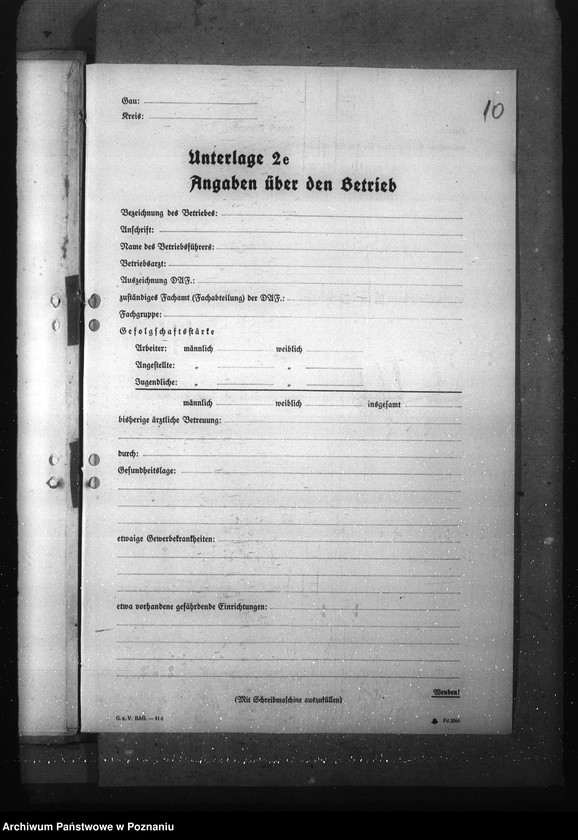 10
Gau:
Kreis:
Unterlage 2e
Angaben über den Betrieb
Bezeichnung des Betriebes:
Anschrift:
Name des Betriebsführers:
Betriebsarzt:
Auszeichnung DAF.:
zuständiges Fachamt (Fachabteilung) der DAF.:
Fachgruppe:
Gefolgschaftsstärke
Arbeiter: männlich weiblich
Angestellte: „ „
Jugendliche: „ „
männlich weiblich insgesamt
bisherige ärztliche Betreuung:
durch:
Gesundheitslage:
etwaige Gewerbekrankheiten:
etwa vorhandene gefährdende Einrichtungen:
Wenden!
(Mit Schreibmaschine auszufüllen)
G. u. V. BAG. — 41d
Archiwum Państwowe w Poznaniu